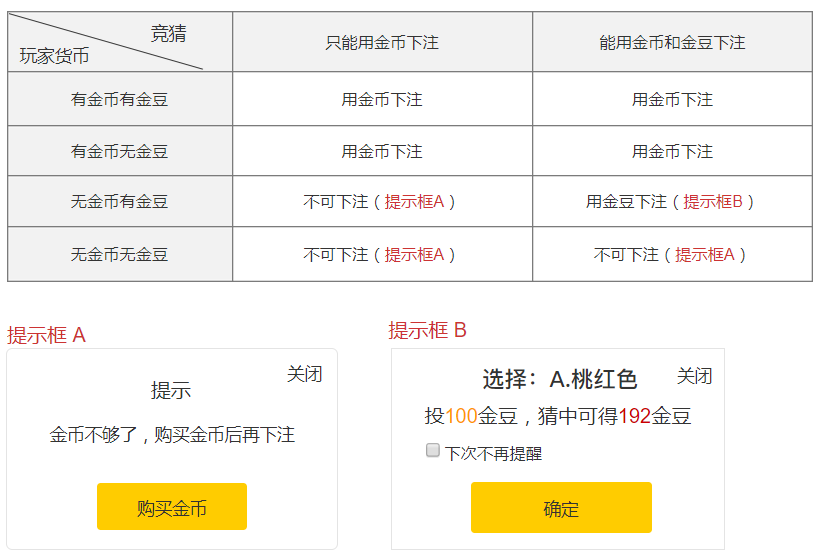 竞猜
玩家货币
只能用金币下注
能用金币和金豆下注
有金币有金豆
用金币下注
用金币下注
有金币无金豆
用金币下注
用金币下注
无金币有金豆
不可下注（提示框A）
用金豆下注（提示框B）
无金币无金豆
不可下注（提示框A）
不可下注（提示框A）
提示框 A
关闭
提示
金币不够了，购买金币后再下注
购买金币
提示框 B
选择：A.桃红色
关闭
投100金豆，猜中可得192金豆
下次不再提醒
确定